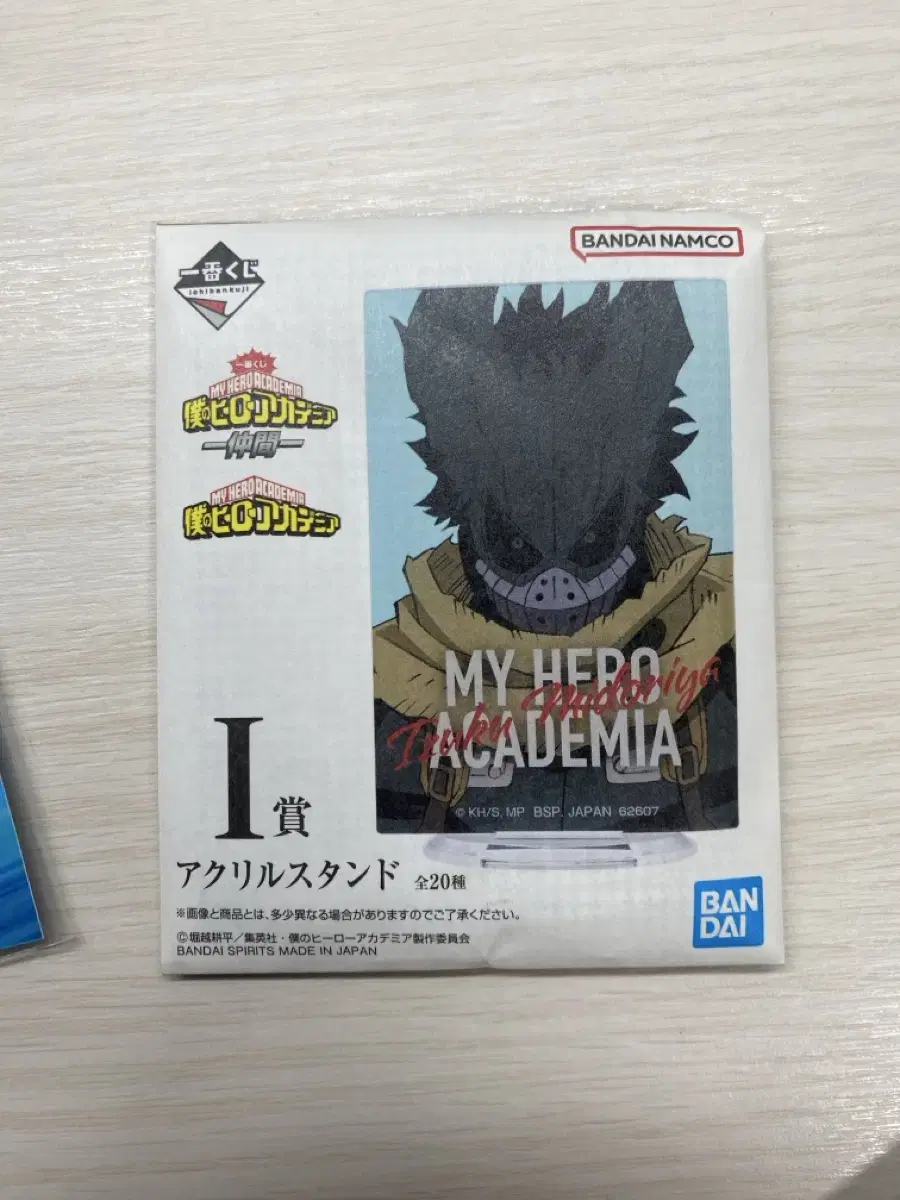 BANDAI NAMCO
一番くじ
ichibankuji
一番くじ
MY HERO ACADEMIA
僕のヒーローアカデミア
―仲間―
MY HERO ACADEMIA
僕のヒーローアカデミア
MY HERO
ACADEMIA
Izuku Midoriya
© KH/S, MP BSP, JAPAN 62607
I賞
アクリルスタンド 全20種
※画像と商品とは、多少異なる場合がありますのでご了承ください。
©堀越耕平／集英社・僕のヒーローアカデミア製作委員会
BANDAI SPIRITS MADE IN JAPAN
BAN
DAI